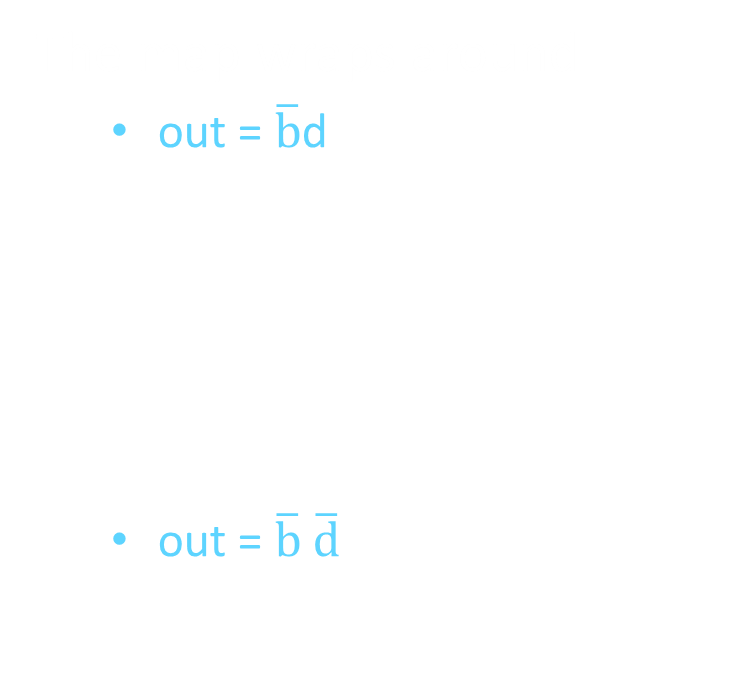 • out = b̅d
• out = b̅ d̅